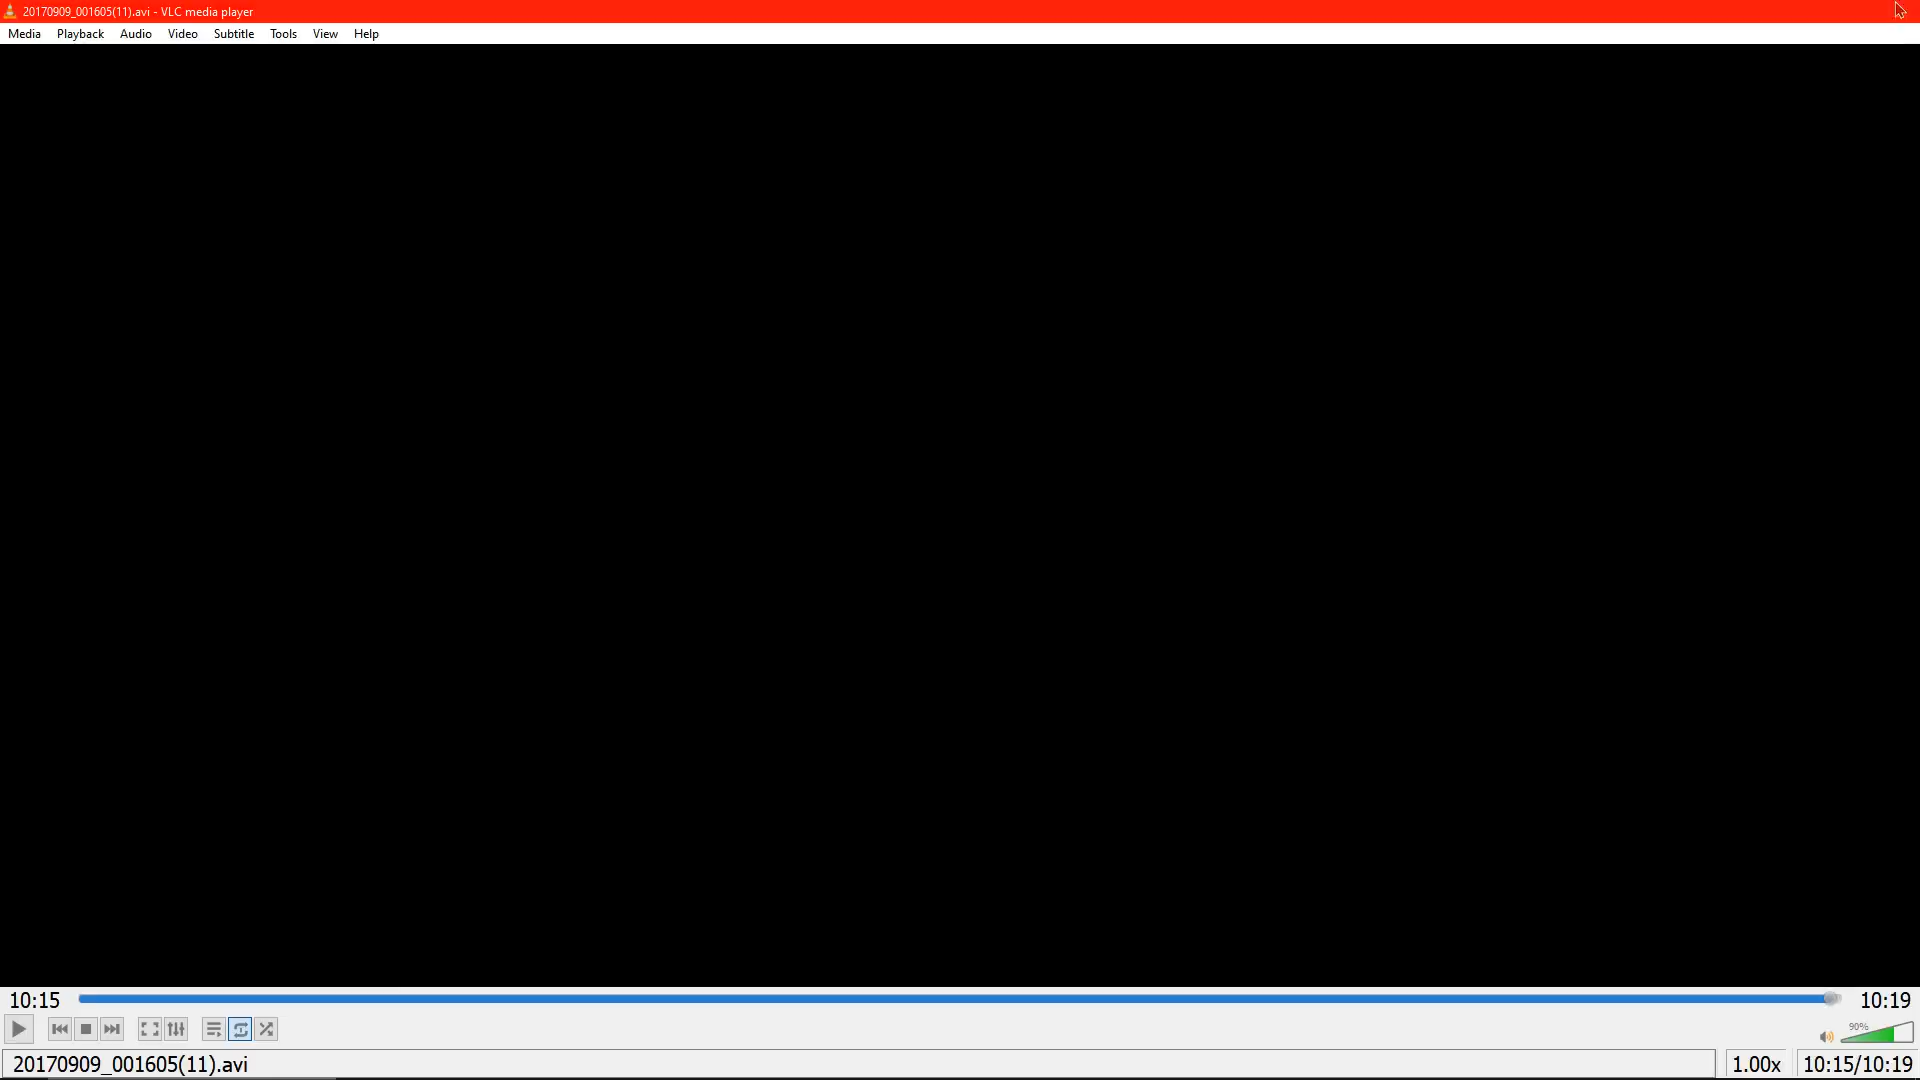 20170909_001605(11).avi - VLC media player
Media Playback Audio Video Subtitle Tools View Help
10:15 10:19
90%
20170909_001605(11).avi 1.00x 10:15/10:19